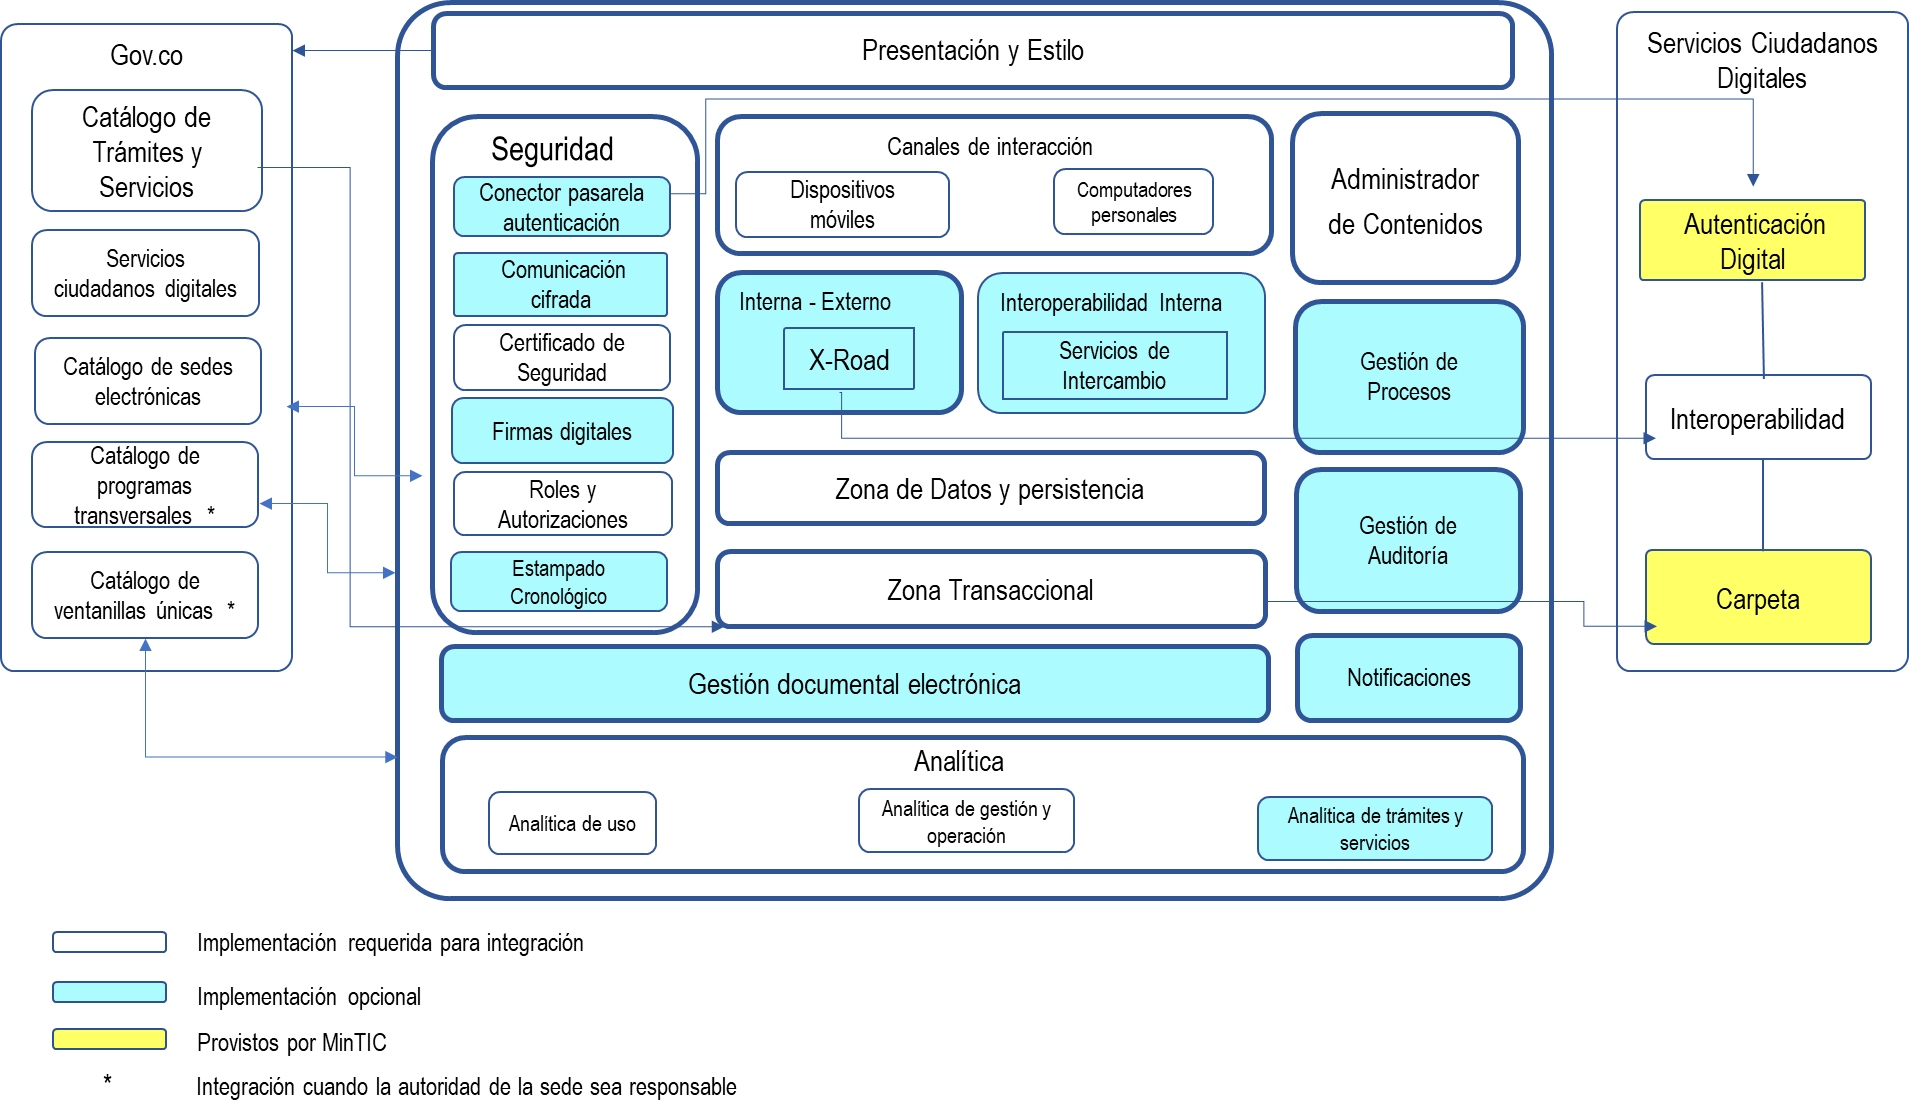 Gov.co
Catálogo de
Trámites y
Servicios
Servicios
ciudadanos digitales
Catálogo de sedes
electrónicas
Catálogo de
programas
transversales *
Catálogo de
ventanillas únicas *
Presentación y Estilo
Seguridad
Conector pasarela
autenticación
Comunicación
cifrada
Certificado de
Seguridad
Firmas digitales
Roles y
Autorizaciones
Estampado
Cronológico
Canales de interacción
Dispositivos
móviles
Computadores
personales
Administrador
de Contenidos
Interna - Externo
X-Road
Interoperabilidad Interna
Servicios de
Intercambio
Gestión de
Procesos
Zona de Datos y persistencia
Gestión de
Auditoría
Zona Transaccional
Gestión documental electrónica
Notificaciones
Analítica
Analítica de uso
Analítica de gestión y
operación
Analítica de trámites y
servicios
Servicios Ciudadanos
Digitales
Autenticación
Digital
Interoperabilidad
Carpeta
Implementación requerida para integración
Implementación opcional
Provistos por MinTIC
* Integración cuando la autoridad de la sede sea responsable